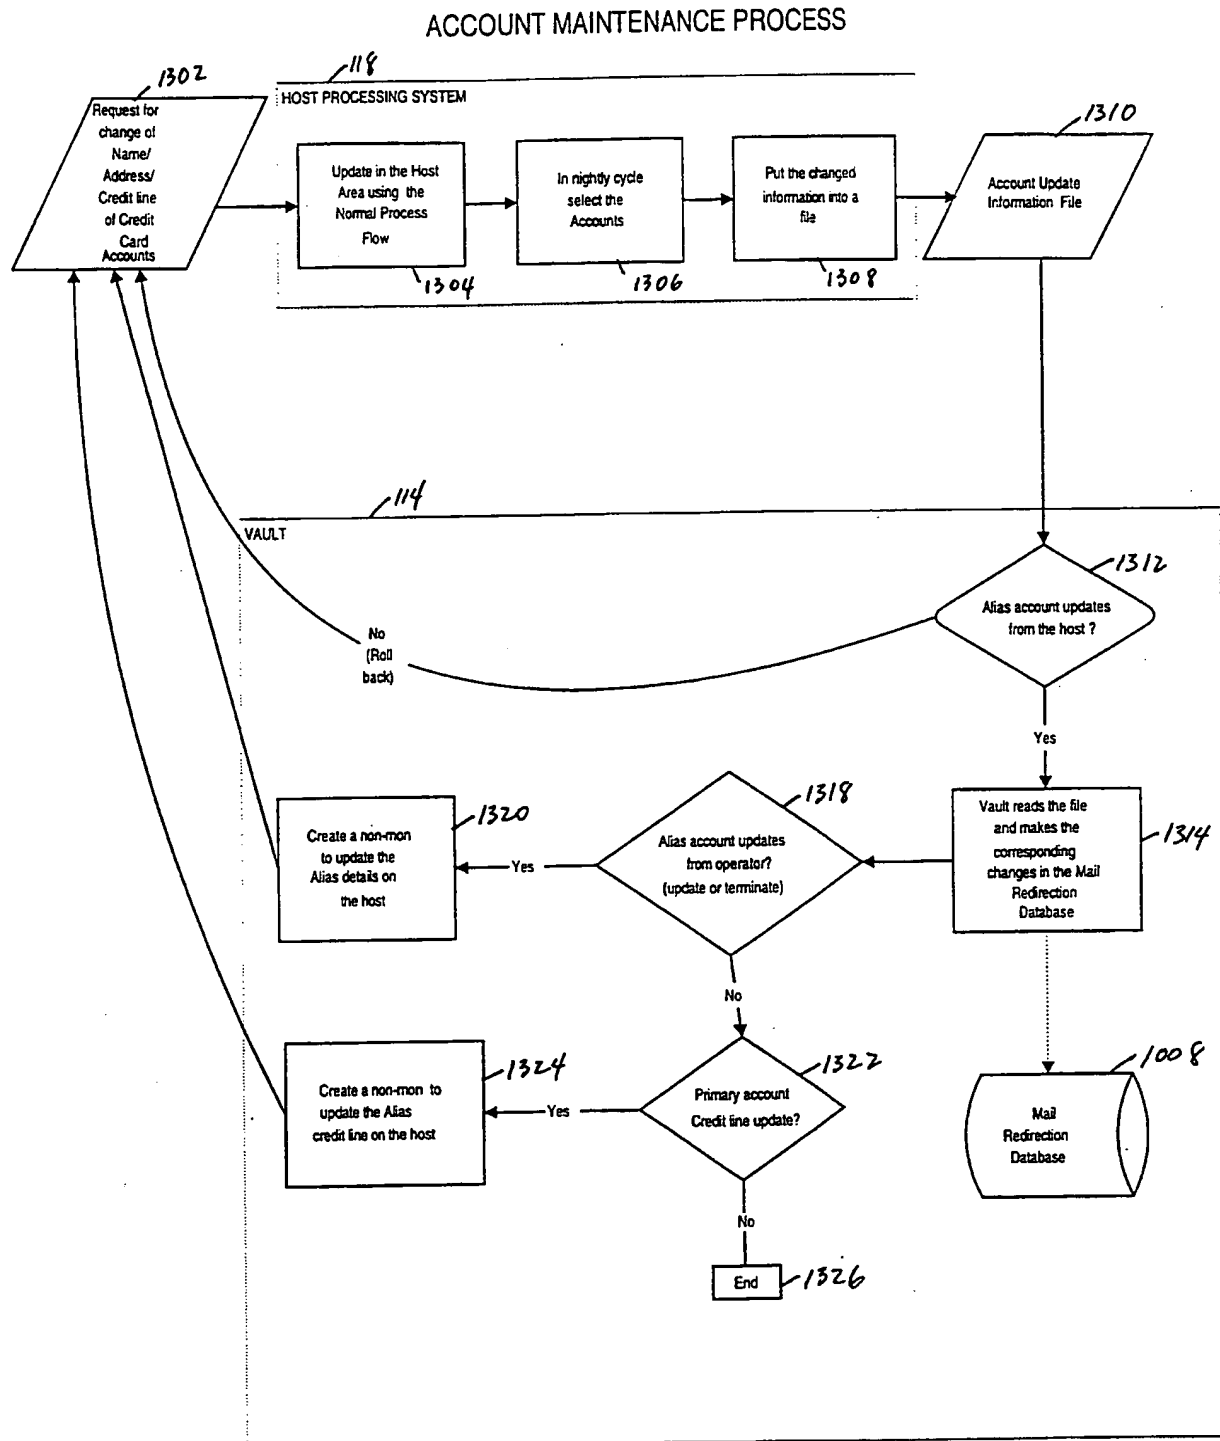 ACCOUNT MAINTENANCE PROCESS
1302
Request for
change of
Name/
Address/
Credit line
of Credit
Card
Accounts
118
HOST PROCESSING SYSTEM
Update in the Host
Area using the
Normal Process
Flow
1304
In nightly cycle
select the
Accounts
1306
Put the changed
information into a
file
1308
1310
Account Update
Information File
114
VAULT
1312
Alias account updates
from the host ?
No
(Roll
back)
Yes
Vault reads the file
and makes the
corresponding
changes in the Mail
Redirection
Database
1314
1318
Alias account updates
from operator?
(update or terminate)
Yes
1320
Create a non-mon
to update the
Alias details on
the host
No
1322
Primary account
Credit line update?
Yes
1324
Create a non-mon to
update the Alias
credit line on the host
1008
Mail
Redirection
Database
No
End
1326